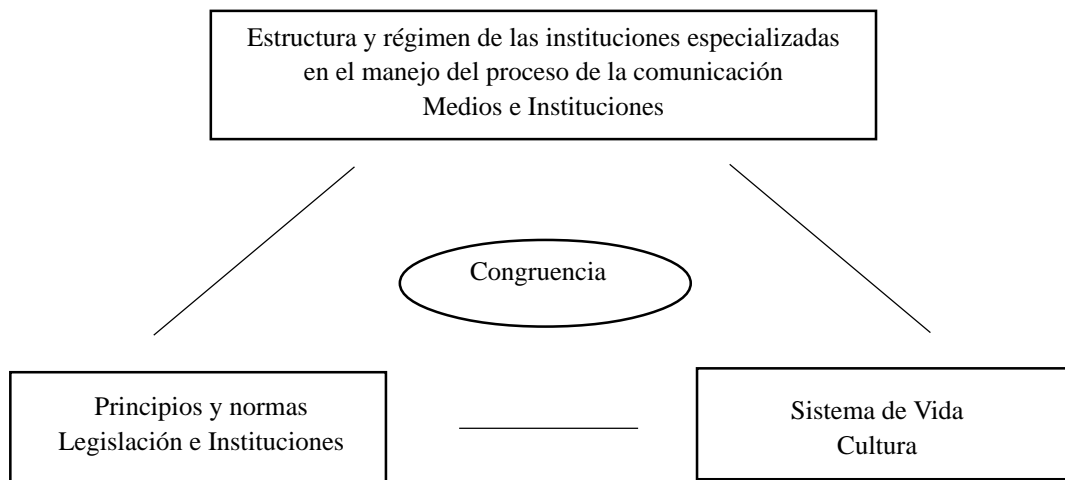 Estructura y régimen de las instituciones especializadas
en el manejo del proceso de la comunicación
Medios e Instituciones
Congruencia
Principios y normas
Legislación e Instituciones
Sistema de Vida
Cultura